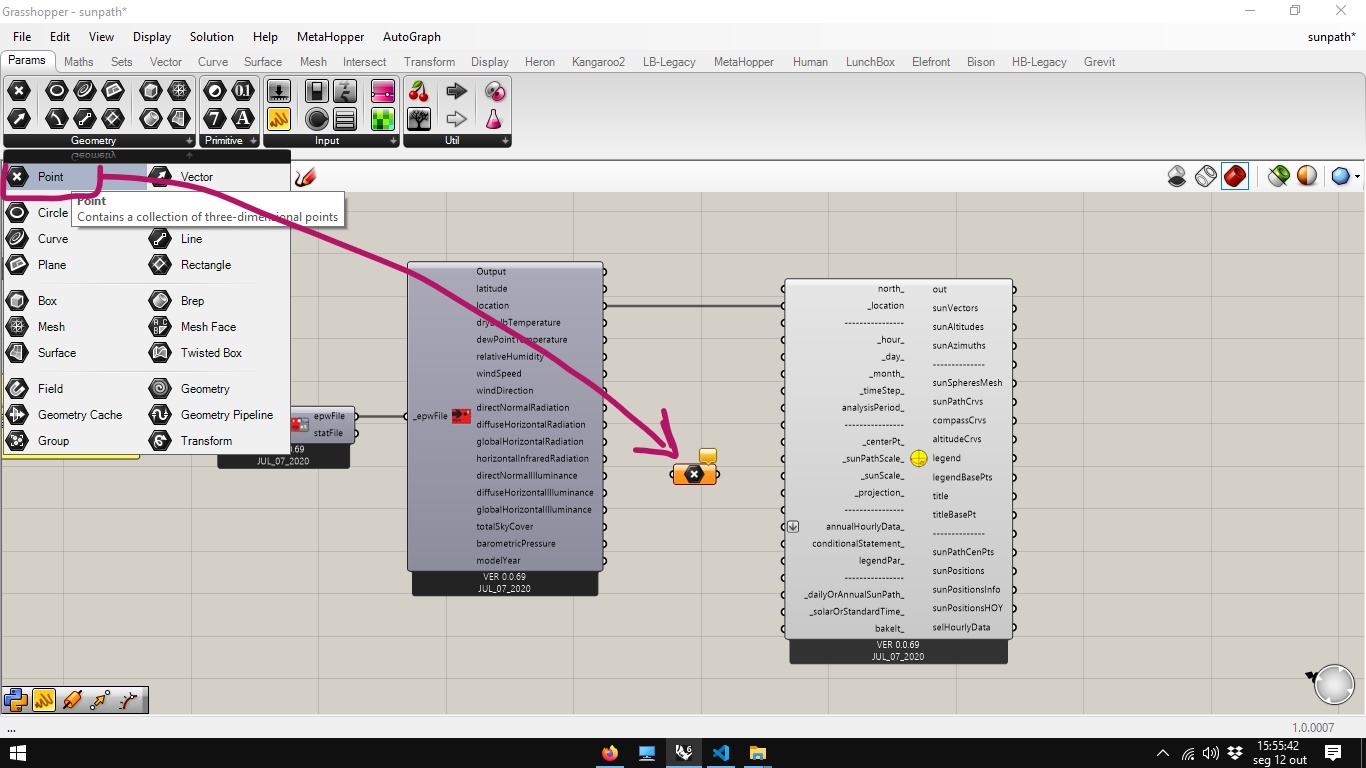 Grasshopper - sunpath*
File Edit View Display Solution Help MetaHopper AutoGraph sunpath*
Params Maths Sets Vector Curve Surface Mesh Intersect Transform Display Heron Kangaroo2 LB-Legacy MetaHopper Human LunchBox Elefront Bison HB-Legacy Grevit
Geometry Primitive Input Util
Geometry
Point Vector
Point
Contains a collection of three-dimensional points
Circle
Curve Line
Plane Rectangle
Box Brep
Mesh Mesh Face
Surface Twisted Box
Field Geometry
Geometry Cache Geometry Pipeline
Group Transform
epwFile
statFile
JUL_07_2020
_epwFile
Output
latitude
location
dryBulbTemperature
dewPointTemperature
relativeHumidity
windSpeed
windDirection
directNormalRadiation
diffuseHorizontalRadiation
globalHorizontalRadiation
horizontalInfraredRadiation
directNormalIlluminance
diffuseHorizontalIlluminance
globalHorizontalIlluminance
totalSkyCover
barometricPressure
modelYear
VER 0.0.69
JUL_07_2020
north_
_location
----------------
_hour_
_day_
_month_
_timeStep_
analysisPeriod_
----------------
_centerPt_
_sunPathScale_
_sunScale_
_projection_
----------------
annualHourlyData_
conditionalStatement_
legendPar_
----------------
_dailyOrAnnualSunPath_
_solarOrStandardTime_
bakeIt_
out
sunVectors
sunAltitudes
sunAzimuths
--------------
sunSpheresMesh
sunPathCrvs
compassCrvs
altitudeCrvs
legend
legendBasePts
title
titleBasePt
--------------
sunPathCenPts
sunPositions
sunPositionsInfo
sunPositionsHOY
selHourlyData
VER 0.0.69
JUL_07_2020
... 1.0.0007
15:55:42
seg 12 out